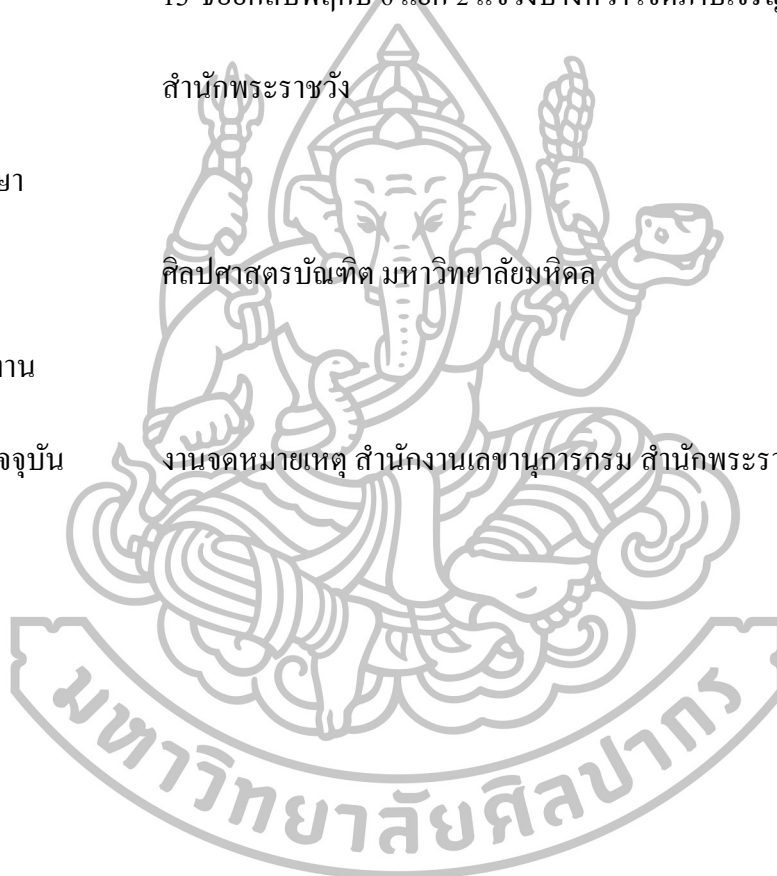 สำนักพระราชวัง
ยา
ศิลปศาสตรบัณฑิต มหาวิทยาลัยมหิดล
งาน
จจุบัน งานจดหมายเหตุ สำนักงานเลขานุการกรม สำนักพระรา
มหาวิทยาลัยศิลปากร